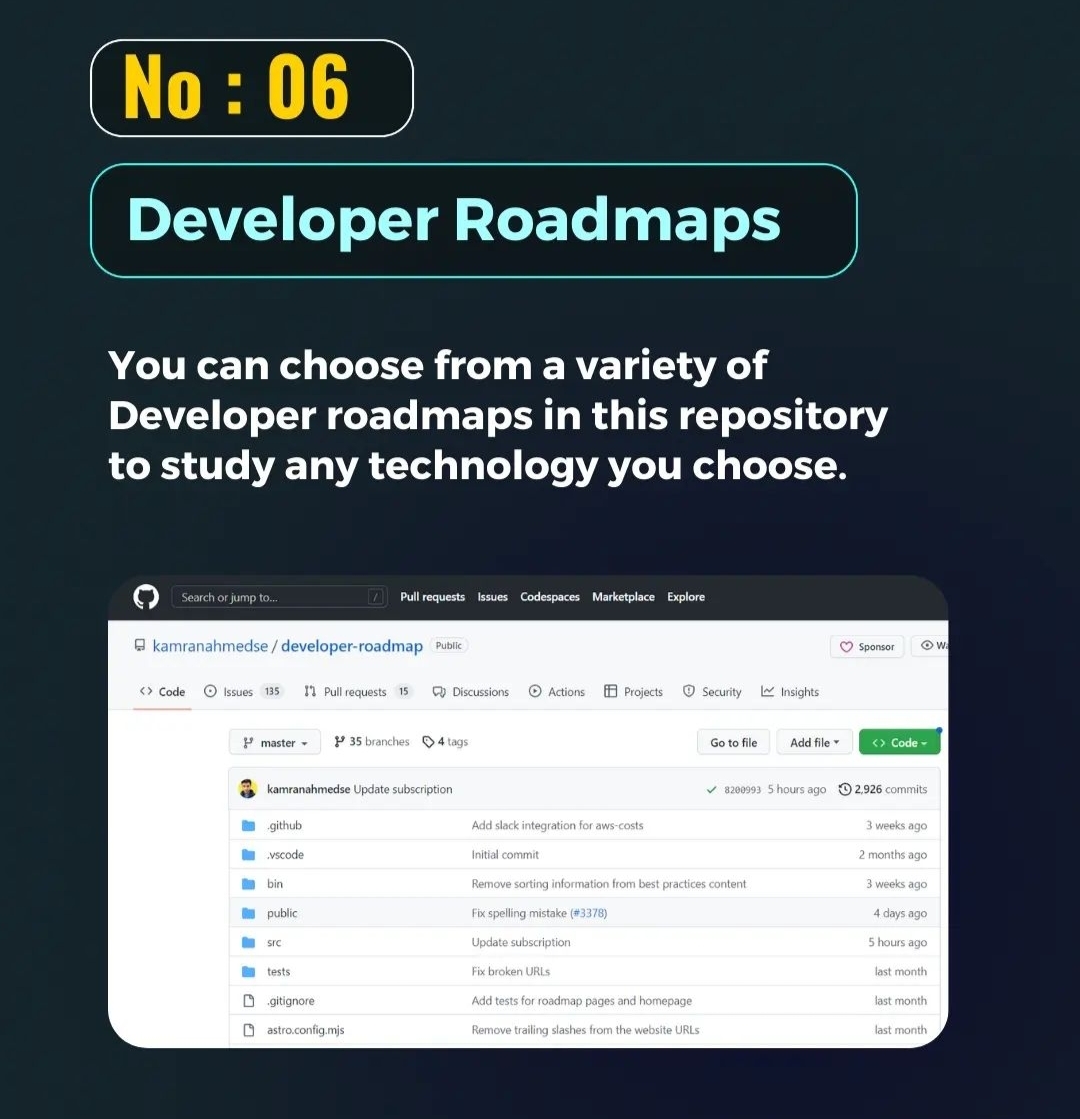 No : 06
Developer Roadmaps
You can choose from a variety of
Developer roadmaps in this repository
to study any technology you choose.
Search or jump to... /
Pull requests Issues Codespaces Marketplace Explore
kamranahmedse / developer-roadmap Public
Sponsor
Code Issues 135 Pull requests 15 Discussions Actions Projects Security Insights
master 35 branches 4 tags Go to file Add file Code
kamranahmedse Update subscription 8200993 5 hours ago 2,926 commits
.github Add slack integration for aws-costs 3 weeks ago
.vscode Initial commit 2 months ago
bin Remove sorting information from best practices content 3 weeks ago
public Fix spelling mistake (#3378) 4 days ago
src Update subscription 5 hours ago
tests Fix broken URLs last month
.gitignore Add tests for roadmap pages and homepage last month
astro.config.mjs Remove trailing slashes from the website URLs last month